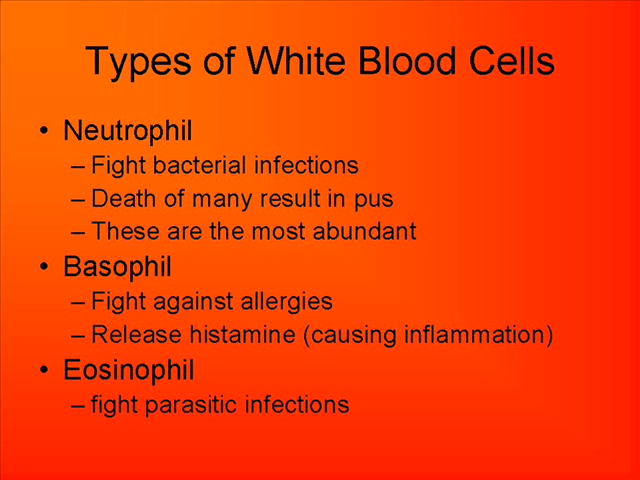 Types of White Blood Cells
• Neutrophil
– Fight bacterial infections
– Death of many result in pus
– These are the most abundant
• Basophil
– Fight against allergies
– Release histamine (causing inflammation)
• Eosinophil
– fight parasitic infections